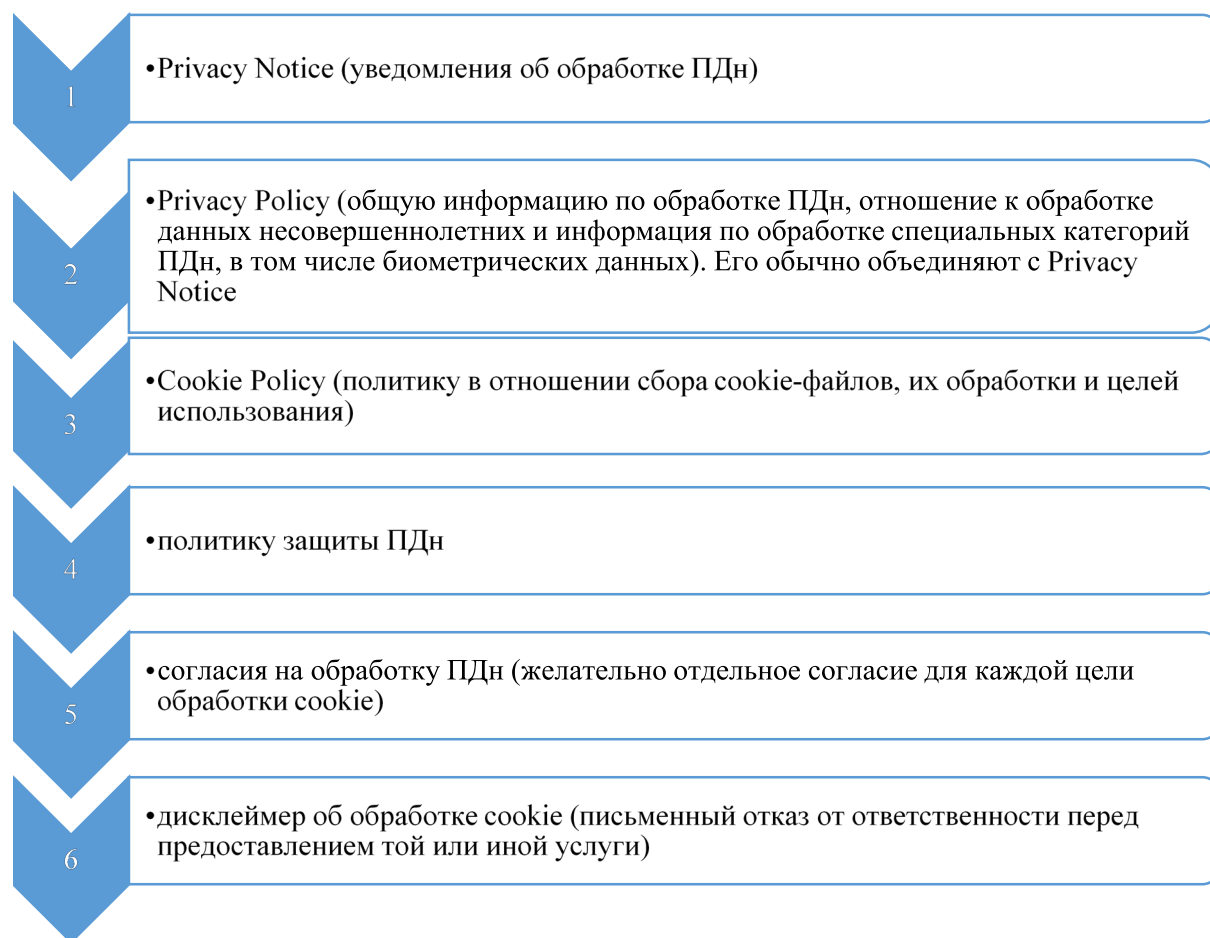 1
•Privacy Notice (уведомления об обработке ПДн)
2
•Privacy Policy (общую информацию по обработке ПДн, отношение к обработке
данных несовершеннолетних и информация по обработке специальных категорий
ПДн, в том числе биометрических данных). Его обычно объединяют с Privacy
Notice
3
•Cookie Policy (политику в отношении сбора cookie-файлов, их обработки и целей
использования)
4
•политику защиты ПДн
5
•согласия на обработку ПДн (желательно отдельное согласие для каждой цели
обработки cookie)
6
•дисклеймер об обработке cookie (письменный отказ от ответственности перед
предоставлением той или иной услуги)